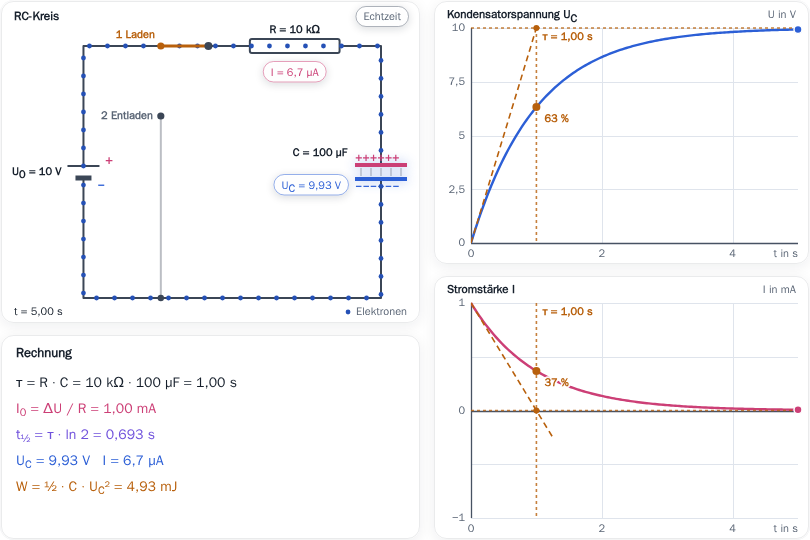 RC-Kreis
Echtzeit
1 Laden
R = 10 kΩ
I = 6,7 µA
2 Entladen
C = 100 µF
++++++
U0 = 10 V
+
−
UC = 9,93 V
−−−−−−
t = 5,00 s
Elektronen
Rechnung
τ = R · C = 10 kΩ · 100 µF = 1,00 s
I0 = ΔU / R = 1,00 mA
t½ = τ · ln 2 = 0,693 s
UC = 9,93 V I = 6,7 µA
W = ½ · C · UC² = 4,93 mJ
Kondensatorspannung UC
U in V
10
τ = 1,00 s
7,5
63 %
5
2,5
0
0
2
4
t in s
Stromstärke I
I in mA
1
τ = 1,00 s
37 %
0
−1
0
2
4
t in s